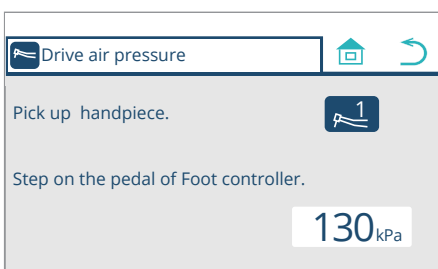 Drive air pressure
Pick up  handpiece.
1
Step on the pedal of Foot controller.
130kPa